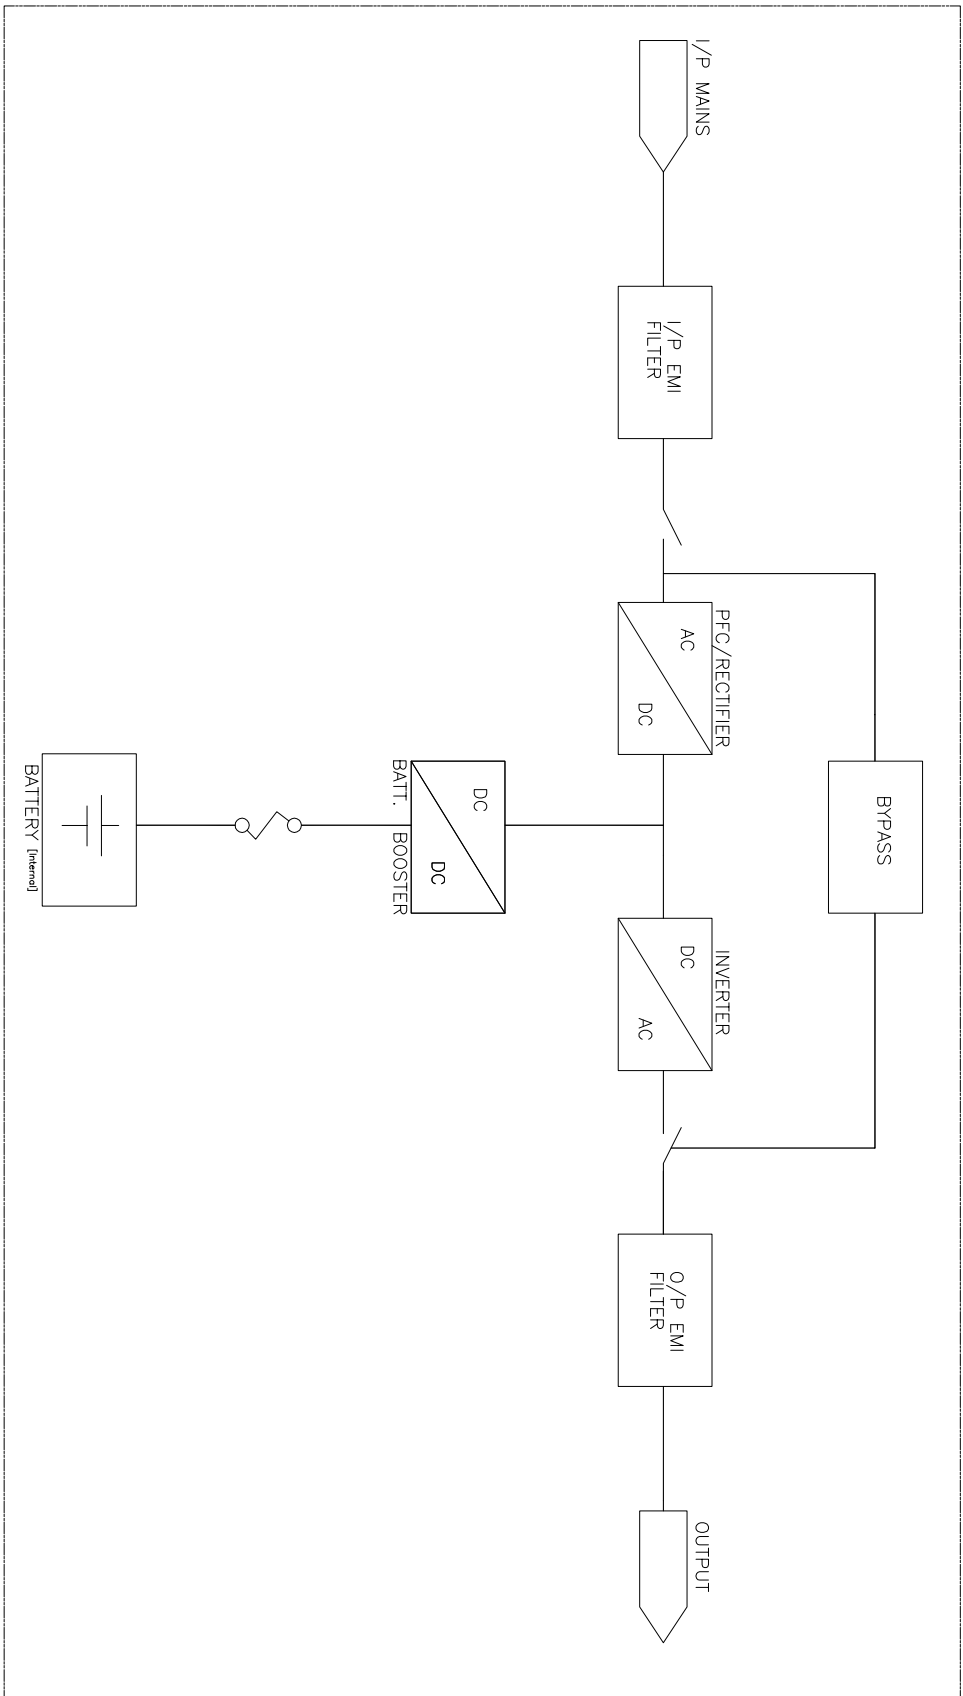 I/P MAINS
I/P EMI
FILTER
PFC/RECTIFIER
AC
DC
BYPASS
INVERTER
DC
AC
O/P EMI
FILTER
OUTPUT
DC
DC
BATT. BOOSTER
BATTERY [Internal]